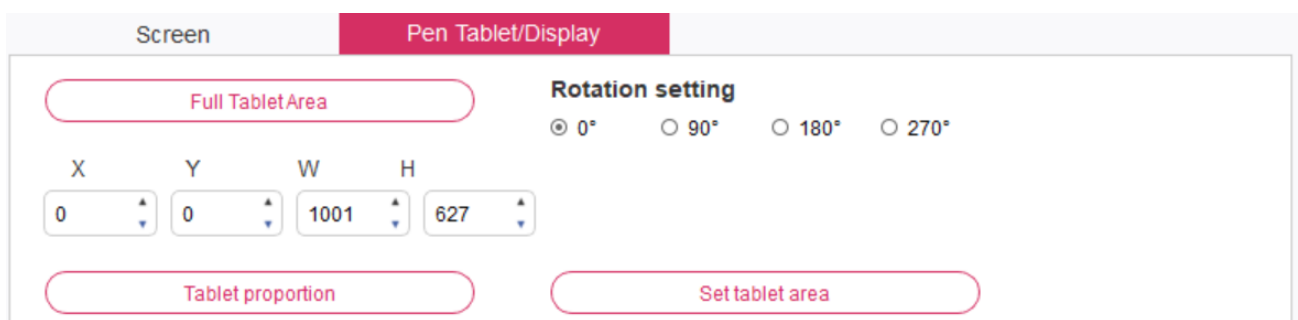 Screen Pen Tablet/Display
Full Tablet Area
Rotation setting
0° 90° 180° 270°
X Y W H
0 0 1001 627
Tablet proportion Set tablet area